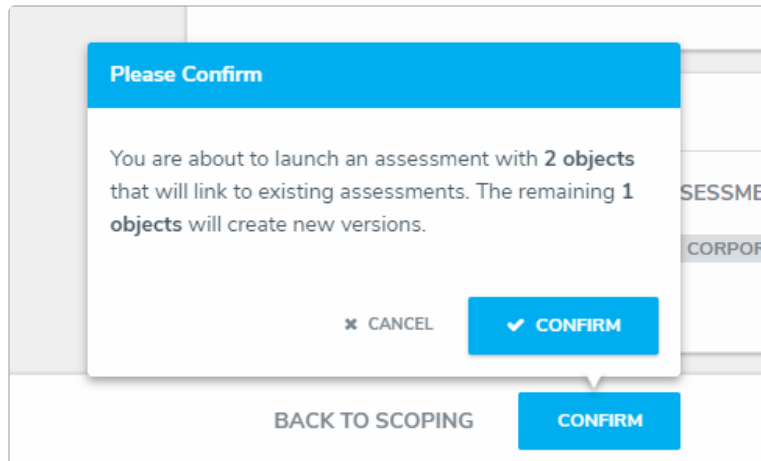 Please Confirm
You are about to launch an assessment with 2 objects
that will link to existing assessments. The remaining 1
objects will create new versions.
✖ CANCEL
✔ CONFIRM
BACK TO SCOPING
CONFIRM